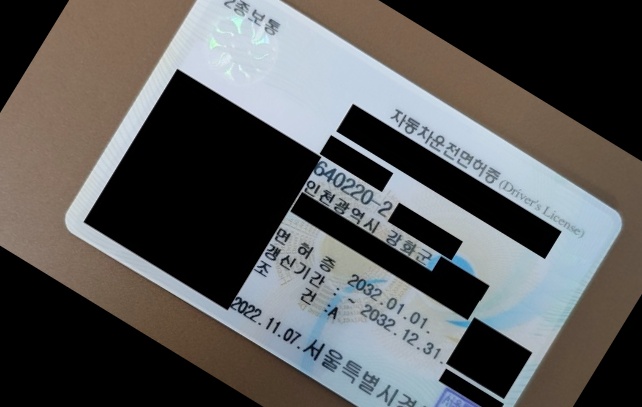 2종보통
자동차운전면허증 (Driver's License)
640220-2
인천광역시 강화군
면 허 증
갱신기간 : 2032.01.01.
~ 2032.12.31.
조 건 : A
2022.11.07. 서울특별시경